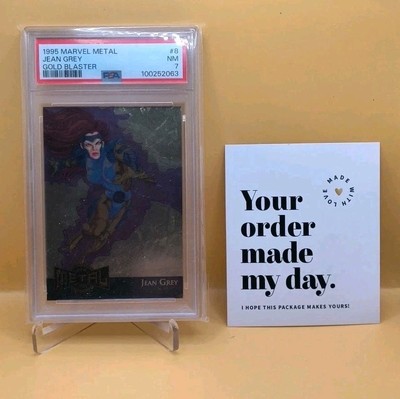 1995 MARVEL METAL #8
JEAN GREY NM
GOLD BLASTER 7
PSA 100252063
METAL
JEAN GREY
MADE WITH LOVE
Your
order
made
my day.
I HOPE THIS PACKAGE MAKES YOURS!